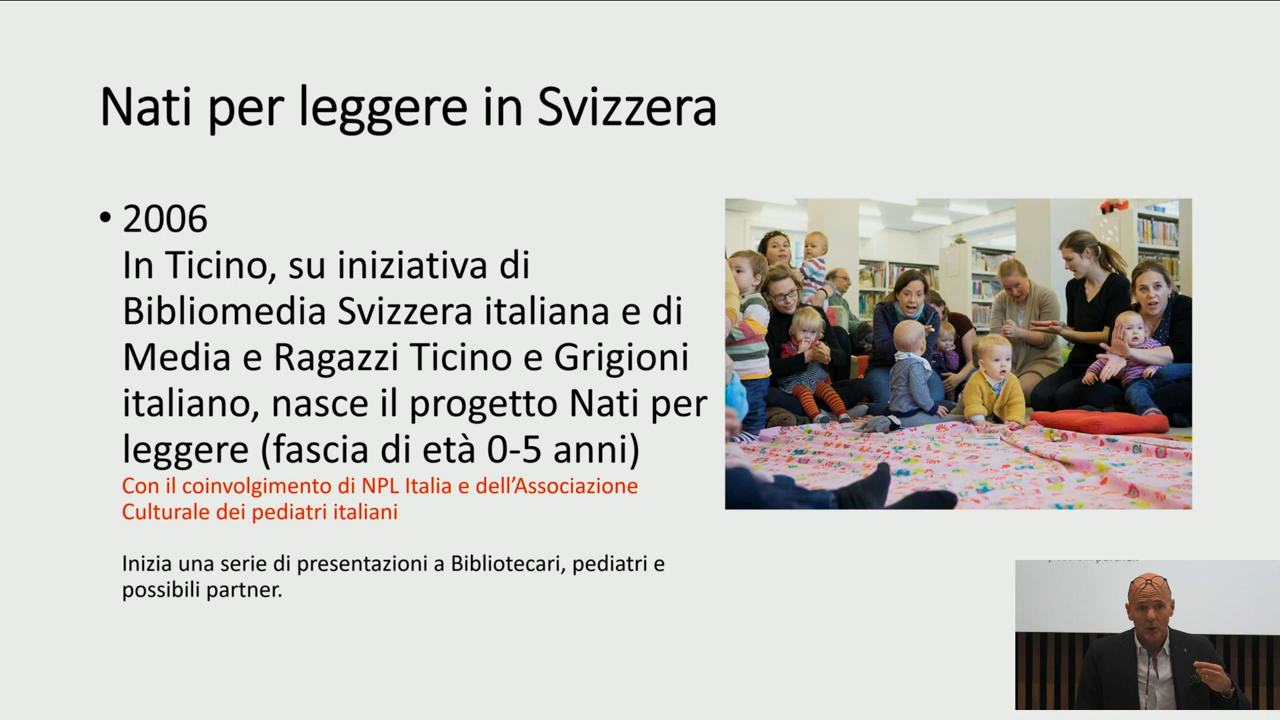 Nati per leggere in Svizzera
• 2006
In Ticino, su iniziativa di
Bibliomedia Svizzera italiana e di
Media e Ragazzi Ticino e Grigioni
italiano, nasce il progetto Nati per
leggere (fascia di età 0-5 anni)
Con il coinvolgimento di NPL Italia e dell’Associazione
Culturale dei pediatri italiani
Inizia una serie di presentazioni a Bibliotecari, pediatri e
possibili partner.